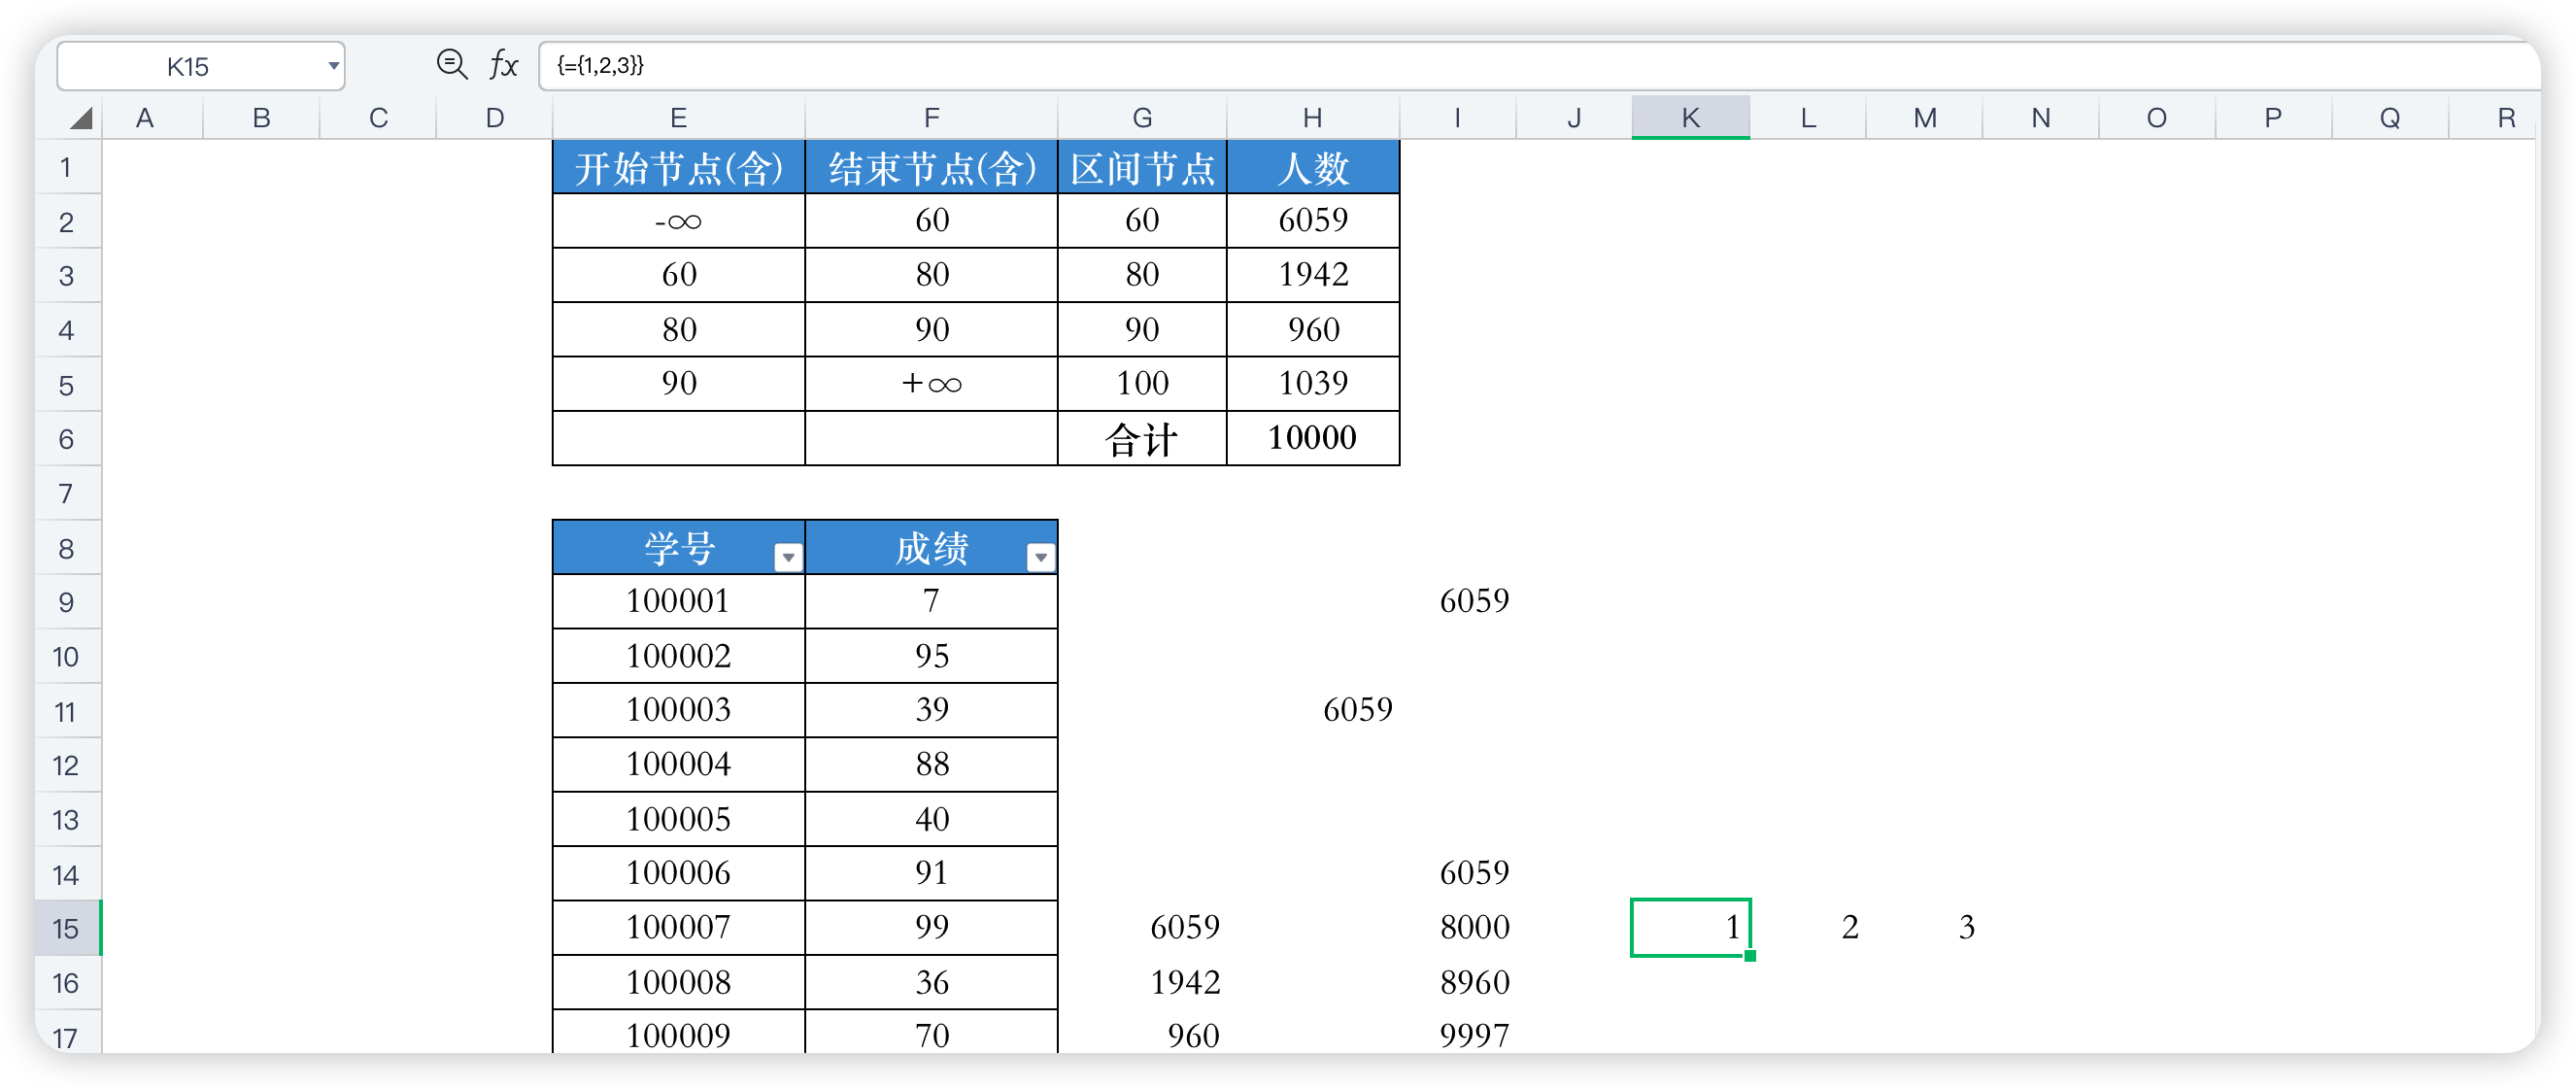 K15 fx {={1,2,3}}
A B C D E F G H I J K L M N O P Q R
1 开始节点(含) 结束节点(含) 区间节点 人数
2 -∞ 60 60 6059
3 60 80 80 1942
4 80 90 90 960
5 90 +∞ 100 1039
6 合计 10000
7
8 学号 成绩
9 100001 7 6059
10 100002 95
11 100003 39 6059
12 100004 88
13 100005 40
14 100006 91 6059
15 100007 99 6059 8000 1 2 3
16 100008 36 1942 8960
17 100009 70 960 9997